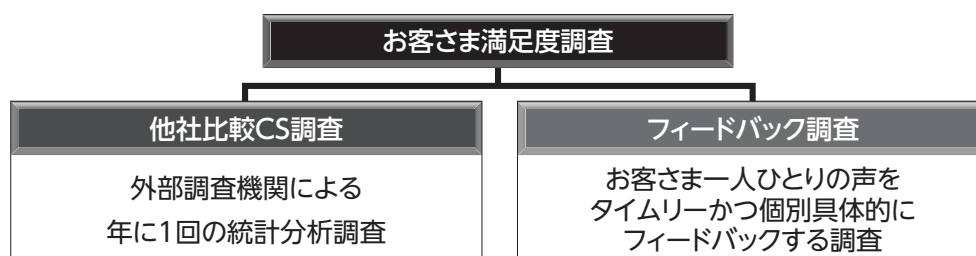 お客さま満足度調査
他社比較CS調査
外部調査機関による
年に1回の統計分析調査
フィードバック調査
お客さま一人ひとりの声を
タイムリーかつ個別具体的に
フィードバックする調査